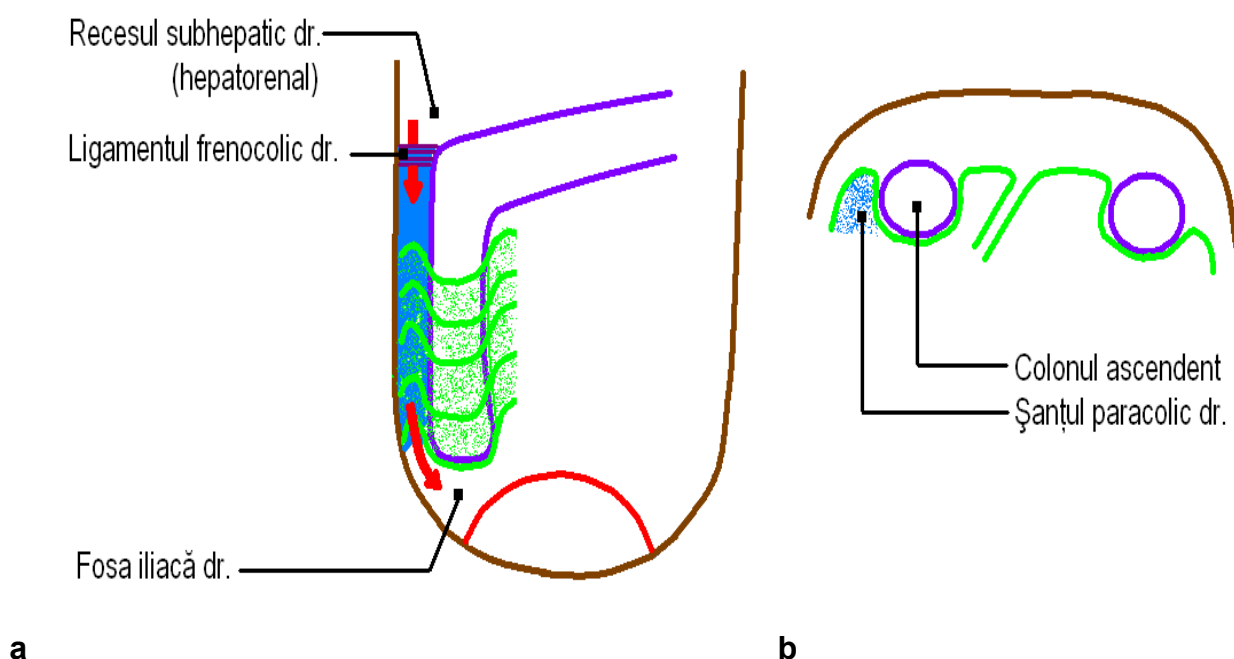 Recesul subhepatic dr.
(hepatorenal)
Ligamentul frenocolic dr.
Fosa iliacă dr.
Colonul ascendent
Şanțul paracolic dr.
a
b